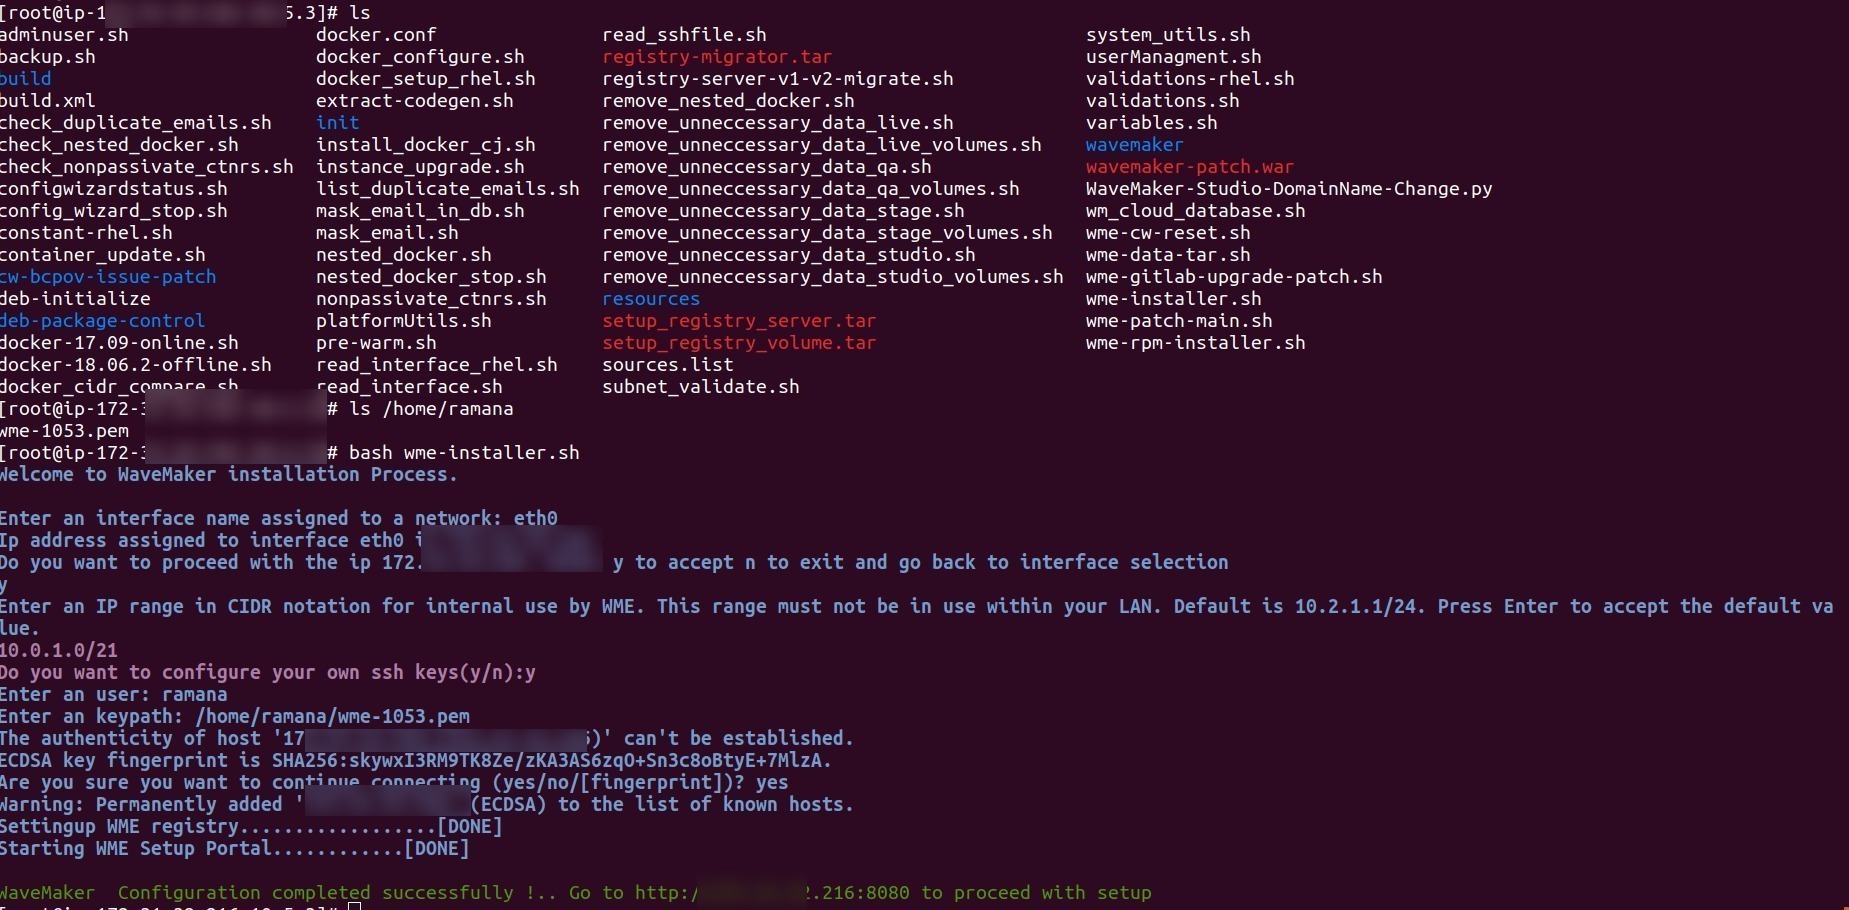 [root@ip-1 5.3]# ls
adminuser.sh docker.conf read_sshfile.sh system_utils.sh
backup.sh docker_configure.sh registry-migrator.tar userManagment.sh
build docker_setup_rhel.sh registry-server-v1-v2-migrate.sh validations-rhel.sh
build.xml extract-codegen.sh remove_nested_docker.sh validations.sh
check_duplicate_emails.sh init remove_unneccessary_data_live.sh variables.sh
check_nested_docker.sh install_docker_cj.sh remove_unneccessary_data_live_volumes.sh wavemaker
check_nonpassivate_ctnrs.sh instance_upgrade.sh remove_unneccessary_data_qa.sh wavemaker-patch.war
configwizardstatus.sh list_duplicate_emails.sh remove_unneccessary_data_qa_volumes.sh WaveMaker-Studio-DomainName-Change.py
config_wizard_stop.sh mask_email_in_db.sh remove_unneccessary_data_stage.sh wm_cloud_database.sh
constant-rhel.sh mask_email.sh remove_unneccessary_data_stage_volumes.sh wme-cw-reset.sh
container_update.sh nested_docker.sh remove_unneccessary_data_studio.sh wme-data-tar.sh
cw-bcpov-issue-patch nested_docker_stop.sh remove_unneccessary_data_studio_volumes.sh wme-gitlab-upgrade-patch.sh
deb-initialize nonpassivate_ctnrs.sh resources wme-installer.sh
deb-package-control platformUtils.sh setup_registry_server.tar wme-patch-main.sh
docker-17.09-online.sh pre-warm.sh setup_registry_volume.tar wme-rpm-installer.sh
docker-18.06.2-offline.sh read_interface_rhel.sh sources.list
docker_cidr_compare.sh read_interface.sh subnet_validate.sh
[root@ip-172-3 # ls /home/ramana
wme-1053.pem
[root@ip-172-3 # bash wme-installer.sh
Welcome to WaveMaker installation Process.
Enter an interface name assigned to a network: eth0
Ip address assigned to interface eth0 i
Do you want to proceed with the ip 172. y to accept n to exit and go back to interface selection
y
Enter an IP range in CIDR notation for internal use by WME. This range must not be in use within your LAN. Default is 10.2.1.1/24. Press Enter to accept the default va
lue.
10.0.1.0/21
Do you want to configure your own ssh keys(y/n):y
Enter an user: ramana
Enter an keypath: /home/ramana/wme-1053.pem
The authenticity of host '17 )' can't be established.
ECDSA key fingerprint is SHA256:skywxI3RM9TK8Ze/zKA3AS6zqO+Sn3c8oBtyE+7MlzA.
Are you sure you want to continue connecting (yes/no/[fingerprint])? yes
Warning: Permanently added ' (ECDSA) to the list of known hosts.
Settingup WME registry..................[DONE]
Starting WME Setup Portal............[DONE]
WaveMaker Configuration completed successfully !.. Go to http:/ 2.216:8080 to proceed with setup